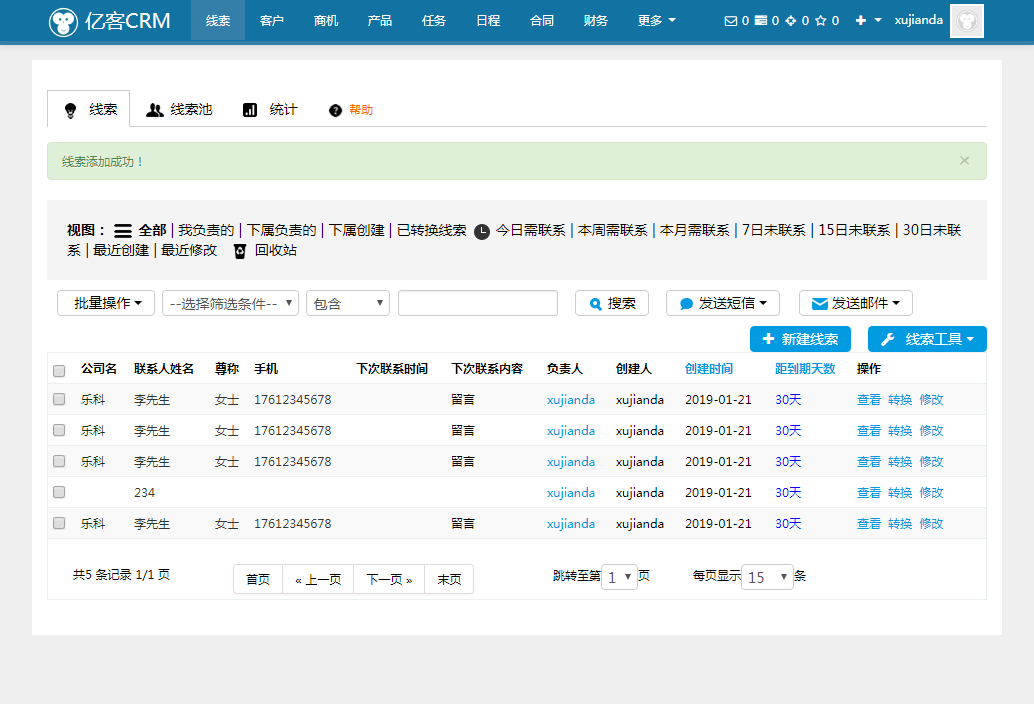 亿客CRM 线索 客户 商机 产品 任务 日程 合同 财务 更多 0 0 0 0 xujianda
线索 线索池 统计 帮助
线索添加成功！ ×
视图： 全部 | 我负责的 | 下属负责的 | 下属创建 | 已转换线索 今日需联系 | 本周需联系 | 本月需联系 | 7日未联系 | 15日未联系 | 30日未联
系 | 最近创建 | 最近修改 回收站
批量操作 --选择筛选条件-- 包含 搜索 发送短信 发送邮件
新建线索 线索工具
公司名 联系人姓名 尊称 手机 下次联系时间 下次联系内容 负责人 创建人 创建时间 距到期天数 操作
乐科 李先生 女士 17612345678 留言 xujianda xujianda 2019-01-21 30天 查看 转换 修改
乐科 李先生 女士 17612345678 留言 xujianda xujianda 2019-01-21 30天 查看 转换 修改
乐科 李先生 女士 17612345678 留言 xujianda xujianda 2019-01-21 30天 查看 转换 修改
234 xujianda xujianda 2019-01-21 30天 查看 转换 修改
乐科 李先生 女士 17612345678 留言 xujianda xujianda 2019-01-21 30天 查看 转换 修改
共5 条记录 1/1 页 首页 « 上一页 下一页 » 末页 跳转至第 1 页 每页显示 15 条